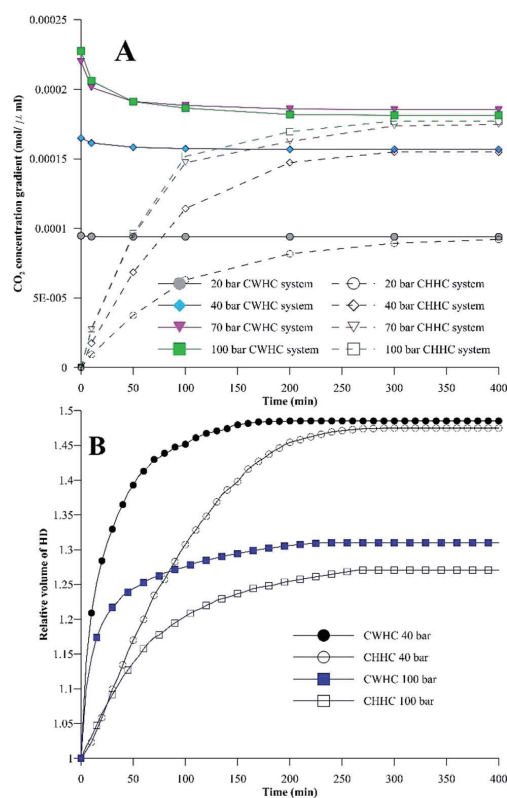 0.00025
A
0.0002
0.00015
0.0001
5E-005
0
CO2 concentration gradient (mol/μ ml)
20 bar CWHC system
20 bar CHHC system
40 bar CWHC system
40 bar CHHC system
70 bar CWHC system
70 bar CHHC system
100 bar CWHC system
100 bar CHHC system
0 50 100 150 200 250 300 350 400
Time (min)
1.5
B
1.45
1.4
1.35
1.3
1.25
1.2
1.15
1.1
1.05
1
Relative volume of HD
CWHC 40 bar
CHHC 40 bar
CWHC 100 bar
CHHC 100 bar
0 50 100 150 200 250 300 350 400
Time (min)